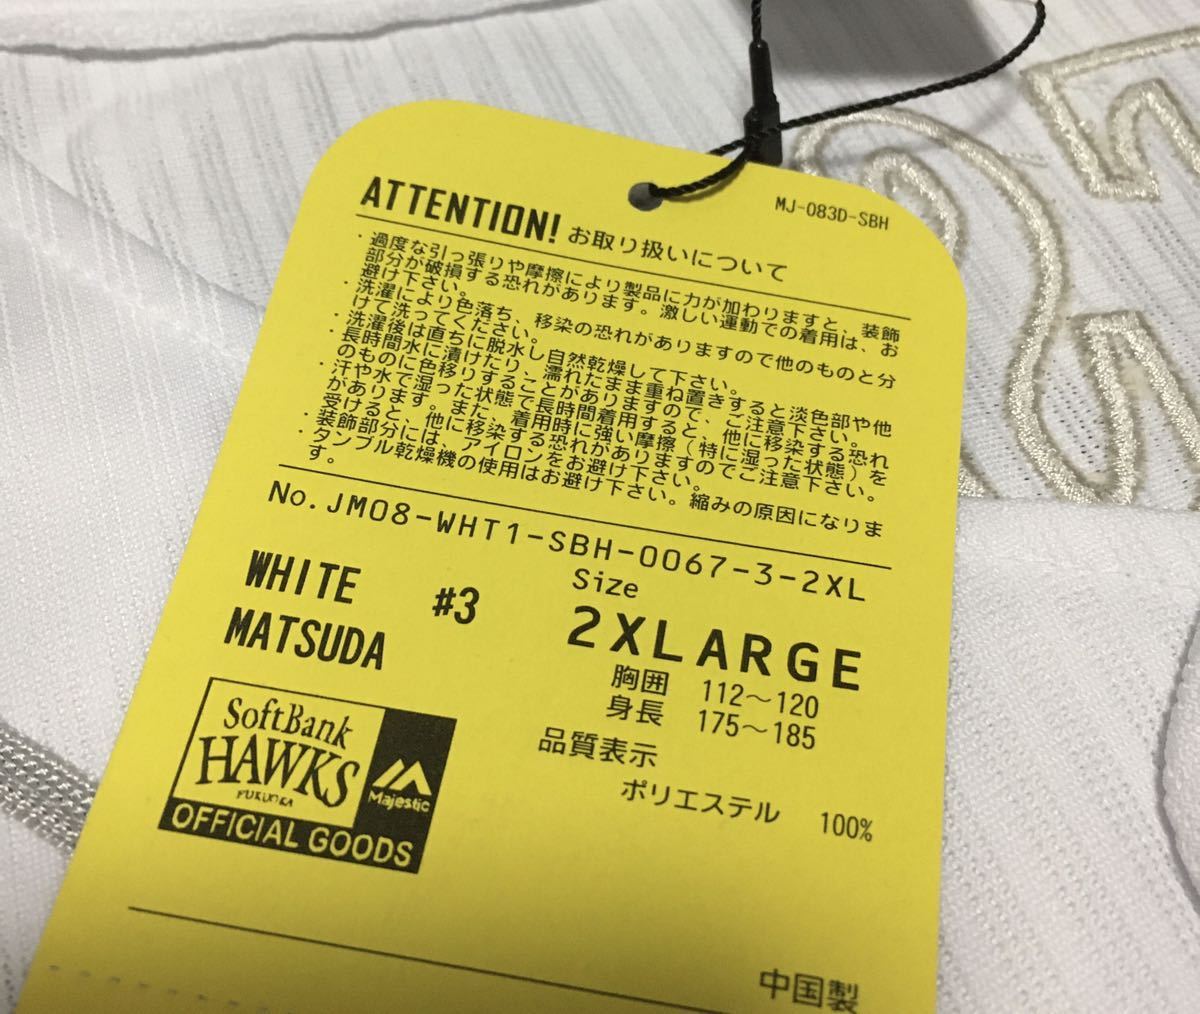 MJ-083D-SBH
ATTENTION! お取り扱いについて
・過度な引っ張りや摩擦により製品に力が加わりますと、装飾
部分が破損する恐れがあります。激しい運動での着用は、お
避け下さい。
・洗濯により色落ち、移染の恐れがありますので他のものと分
けて洗ってください。
・洗濯後は直ちに脱水し自然乾燥して下さい。
・長時間水に漬けたり、濡れたまま重ね置きすると淡色部や他
のものに色移りすることがありますので、ご注意下さい。
・汗や水で湿った状態で長時間着用すると、他に移染する恐れ
があります。また、着用時に強い摩擦(特に湿った状態)を
受けると、他に移染する恐れがありますのでご注意下さい。
・装飾部分には、アイロンをお避け下さい。
・タンブル乾燥機の使用はお避け下さい。縮みの原因になりま
す。
No.JM08-WHT1-SBH-0067-3-2XL
WHITE #3
MATSUDA
Size
2XLARGE
胸囲 112～120
身長 175～185
品質表示
ポリエステル 100%
SoftBank
HAWKS
FUKUOKA
Majestic
OFFICIAL GOODS
中国製